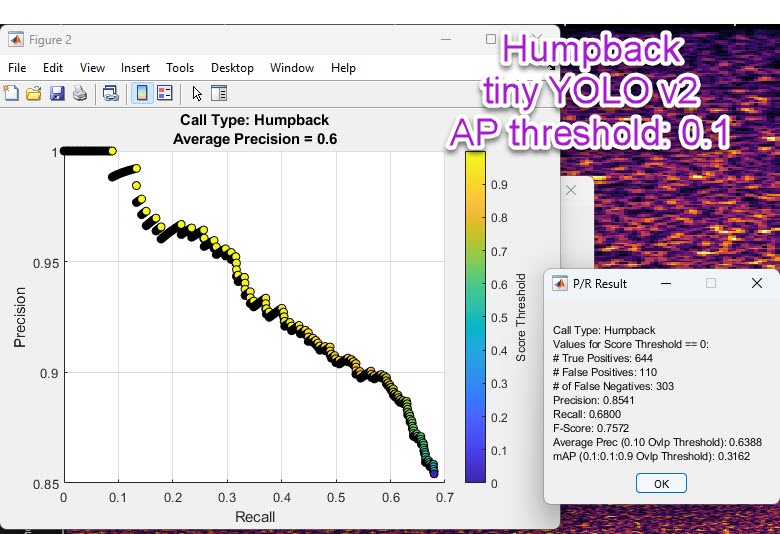 Figure 2
Humpback
tiny YOLO v2
AP threshold: 0.1
File Edit View Insert Tools Desktop Window Help
Call Type: Humpback
Average Precision = 0.6
1
0.95
0.9
0.85
Precision
0 0.1 0.2 0.3 0.4 0.5 0.6 0.7
Recall
0.9
0.8
0.7
0.6
0.5
0.4
0.3
0.2
0.1
0
Score Threshold
P/R Result
Call Type: Humpback
Values for Score Threshold == 0:
# True Positives: 644
# False Positives: 110
# of False Negatives: 303
Precision: 0.8541
Recall: 0.6800
F-Score: 0.7572
Average Prec (0.10 Ovlp Threshold): 0.6388
mAP (0.1:0.1:0.9 Ovlp Threshold): 0.3162
OK